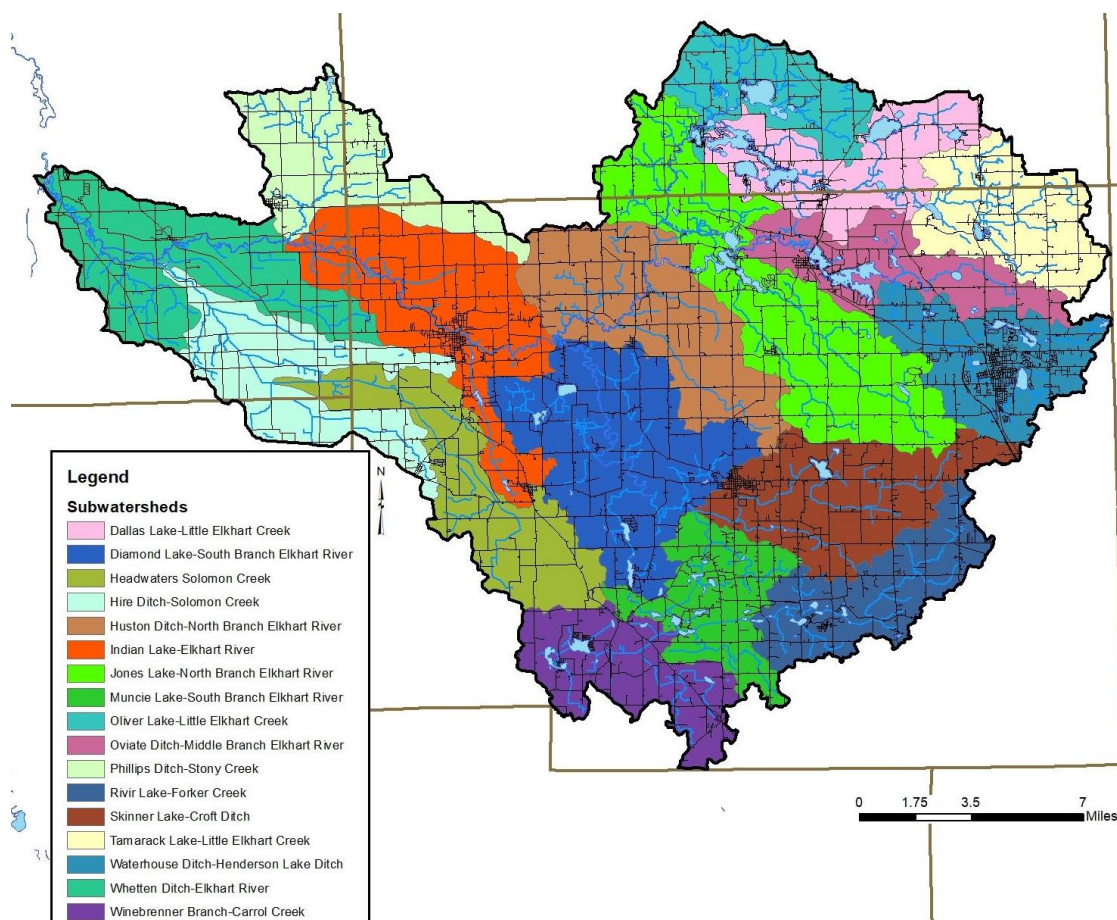 Legend
Subwatersheds
Dallas Lake-Little Elkhart Creek
Diamond Lake-South Branch Elkhart River
Headwaters Solomon Creek
Hire Ditch-Solomon Creek
Huston Ditch-North Branch Elkhart River
Indian Lake-Elkhart River
Jones Lake-North Branch Elkhart River
Muncie Lake-South Branch Elkhart River
Oliver Lake-Little Elkhart Creek
Oviate Ditch-Middle Branch Elkhart River
Phillips Ditch-Stony Creek
Rivir Lake-Forker Creek
Skinner Lake-Croft Ditch
Tamarack Lake-Little Elkhart Creek
Waterhouse Ditch-Henderson Lake Ditch
Whetten Ditch-Elkhart River
Winebrenner Branch-Carrol Creek
N
0 1.75 3.5 7
Miles